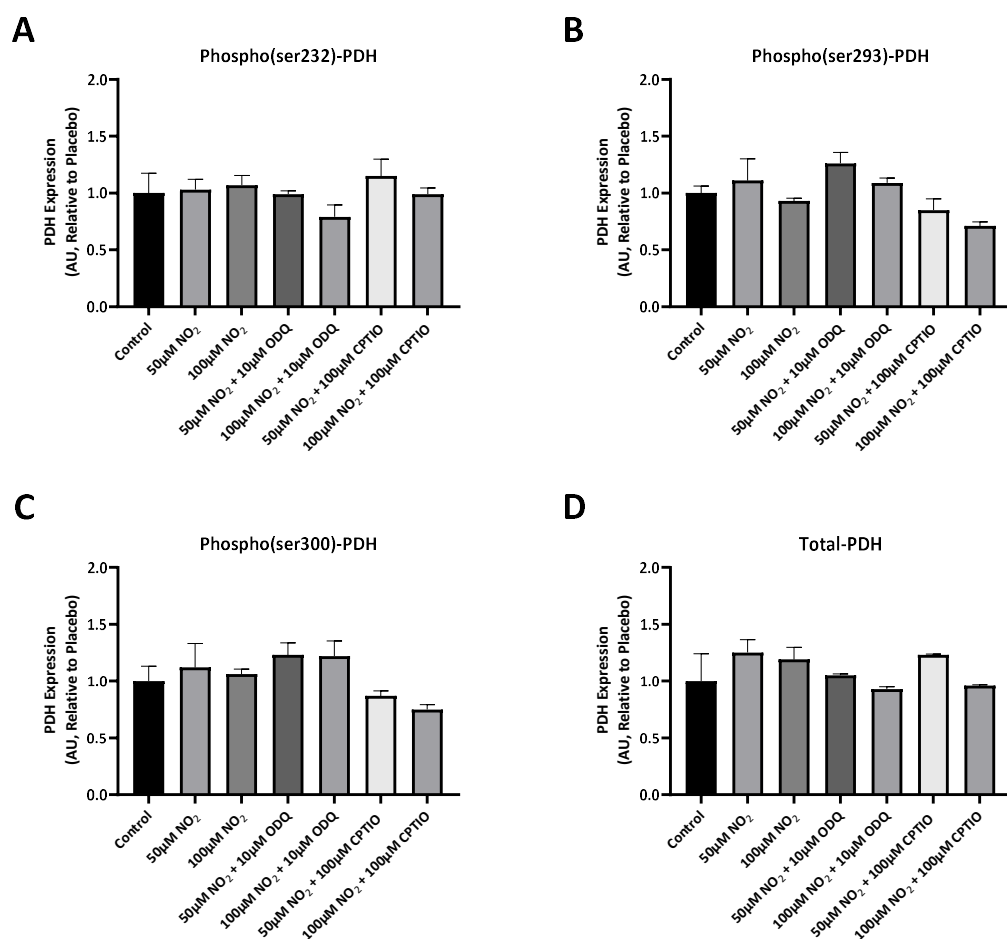 A
Phospho(ser232)-PDH
PDH Expression
(AU, Relative to Placebo)
2.0
1.5
1.0
0.5
0.0
Control
50µM NO₂
100µM NO₂
50µM NO₂ + 10µM ODQ
100µM NO₂ + 10µM ODQ
50µM NO₂ + 100µM CPTIO
100µM NO₂ + 100µM CPTIO
B
Phospho(ser293)-PDH
PDH Expression
(AU, Relative to Placebo)
2.0
1.5
1.0
0.5
0.0
Control
50µM NO₂
100µM NO₂
50µM NO₂ + 10µM ODQ
100µM NO₂ + 10µM ODQ
50µM NO₂ + 100µM CPTIO
100µM NO₂ + 100µM CPTIO
C
Phospho(ser300)-PDH
PDH Expression
(AU, Relative to Placebo)
2.0
1.5
1.0
0.5
0.0
Control
50µM NO₂
100µM NO₂
50µM NO₂ + 10µM ODQ
100µM NO₂ + 10µM ODQ
50µM NO₂ + 100µM CPTIO
100µM NO₂ + 100µM CPTIO
D
Total-PDH
PDH Expression
(AU, Relative to Placebo)
2.0
1.5
1.0
0.5
0.0
Control
50µM NO₂
100µM NO₂
50µM NO₂ + 10µM ODQ
100µM NO₂ + 10µM ODQ
50µM NO₂ + 100µM CPTIO
100µM NO₂ + 100µM CPTIO